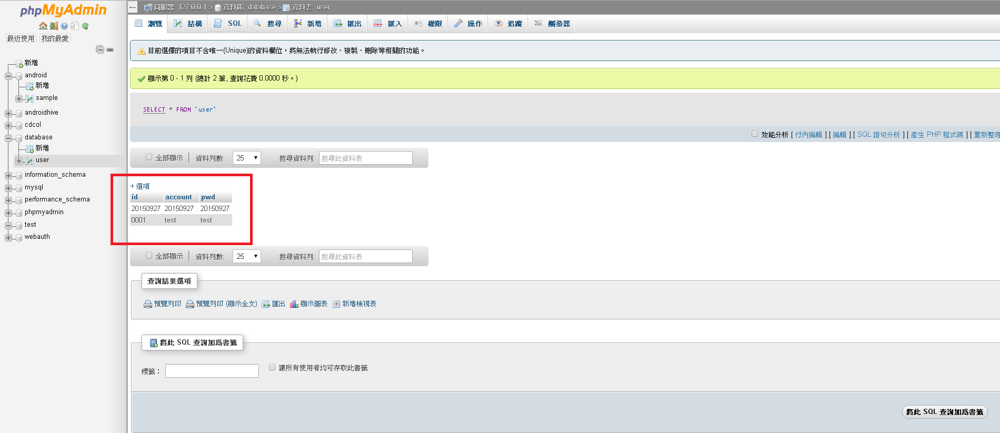 phpMyAdmin
最近使用 我的最愛
新增
android
新增
sample
androidhive
cdcol
database
新增
user
information_schema
mysql
performance_schema
phpmyadmin
test
webauth
伺服器: 127.0.0.1 » 資料庫: database » 資料表: user
瀏覽 結構 SQL 搜尋 新增 匯出 匯入 權限 操作 追蹤 觸發器
目前選擇的項目不含唯一(Unique)的資料欄位，將無法執行修改、複製、刪除等相關的功能。
顯示第 0 - 1 列 (總計 2 筆, 查詢花費 0.0000 秒。)
SELECT * FROM `user`
效能分析 [ 行內編輯 ] [ 編輯 ] [ SQL 語句分析 ] [ 產生 PHP 程式碼 ] [ 重新整理
全部顯示 資料列數: 25 搜尋資料列: 搜尋此資料表
+ 選項
id account pwd
20150927 20150927 20150927
0001 test test
全部顯示 資料列數: 25 搜尋資料列: 搜尋此資料表
查詢結果選項
預覽列印 預覽列印 (顯示全文) 匯出 顯示圖表 新增檢視表
將此 SQL 查詢加為書籤
標籤： 讓所有使用者均可存取此書籤
將此 SQL 查詢加為書籤